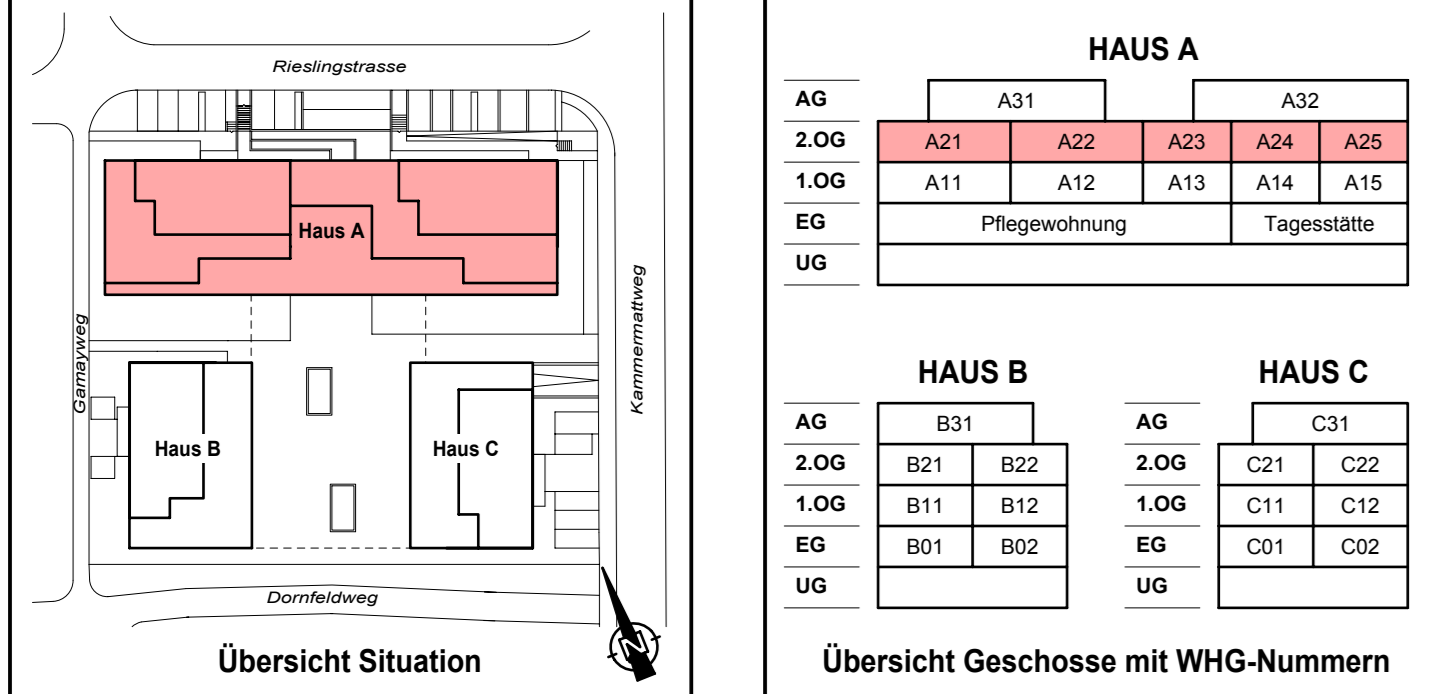 Rieslingstrasse
Haus A
Gamayweg
Kammermattweg
Haus B
Haus C
Dornfeldweg
N
Übersicht Situation
HAUS A
AG A31 A32
2.OG A21 A22 A23 A24 A25
1.OG A11 A12 A13 A14 A15
EG Pflegewohnung Tagesstätte
UG
HAUS B
AG B31
2.OG B21 B22
1.OG B11 B12
EG B01 B02
UG
HAUS C
AG C31
2.OG C21 C22
1.OG C11 C12
EG C01 C02
UG
Übersicht Geschosse mit WHG-Nummern